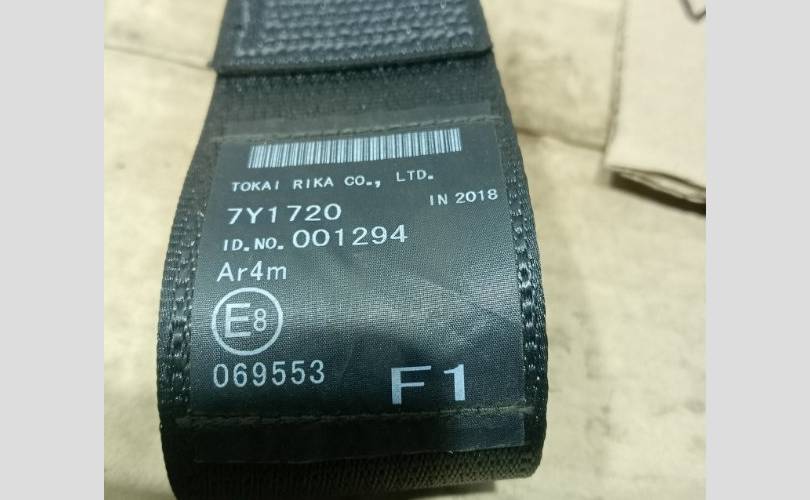 TOKAI RIKA CO., LTD.
7Y1720 IN 2018
ID.NO. 001294
Ar4m
E8
069553 F1